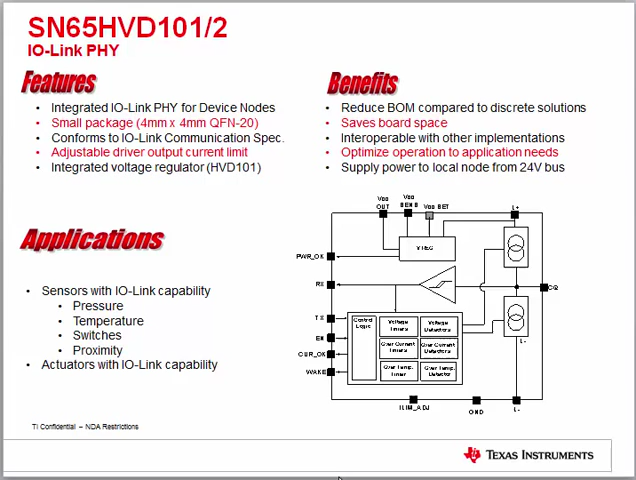 SN65HVD101/2
IO-Link PHY
Features
Integrated IO-Link PHY for Device Nodes
Small package (4mm x 4mm QFN-20)
Conforms to IO-Link Communication Spec.
Adjustable driver output current limit
Integrated voltage regulator (HVD101)
Benefits
Reduce BOM compared to discrete solutions
Saves board space
Interoperable with other implementations
Optimize operation to application needs
Supply power to local node from 24V bus
Applications
Sensors with IO-Link capability
Pressure
Temperature
Switches
Proximity
Actuators with IO-Link capability
OUT
L+
PWR_OK
RX
CQ
TX
EN
CUR_OK
WAKE
Control
Logic
Voltage
Timers
Voltage
Detectors
Over Current
Timers
Over Current
Detectors
Over Temp.
Timer
Over Temp.
Detector
L-
ILIM_ADJ
GND
L-
TI Confidential – NDA Restrictions
TEXAS INSTRUMENTS